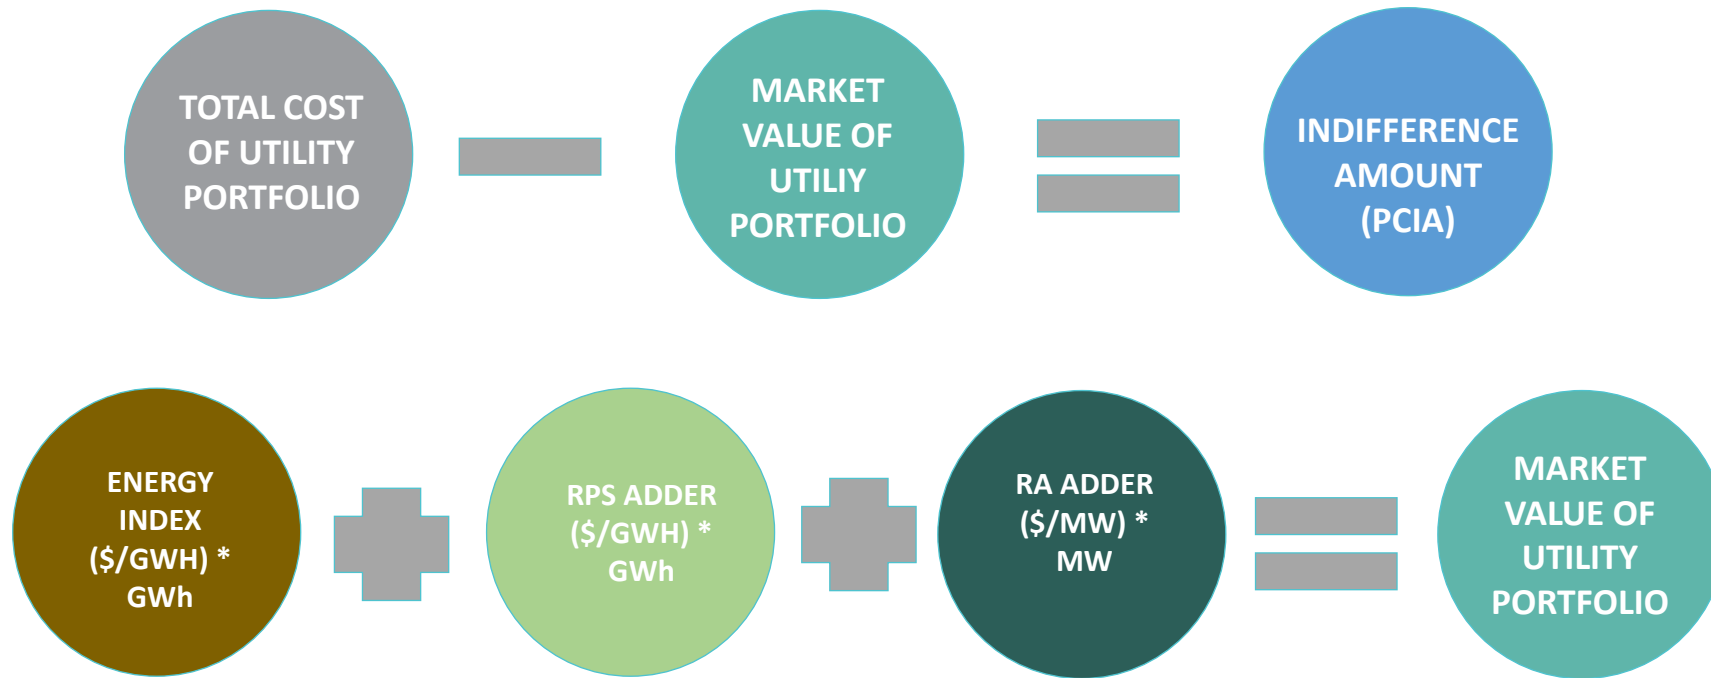 TOTAL COST
OF UTILITY
PORTFOLIO
MARKET
VALUE OF
UTILIY
PORTFOLIO
INDIFFERENCE
AMOUNT
(PCIA)
ENERGY
INDEX
($/GWH) *
GWh
RPS ADDER
($/GWH) *
GWh
RA ADDER
($/MW) *
MW
MARKET
VALUE OF
UTILITY
PORTFOLIO